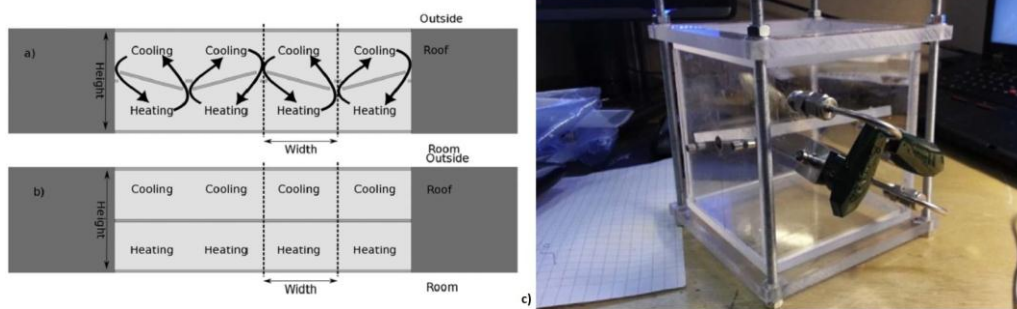 Outside
a)
Cooling Cooling Cooling Cooling
Roof
Height
Heating Heating Heating Heating
Width
Room
Outside
b)
Cooling Cooling Cooling Cooling
Roof
Height
Heating Heating Heating Heating
Width
Room
c)